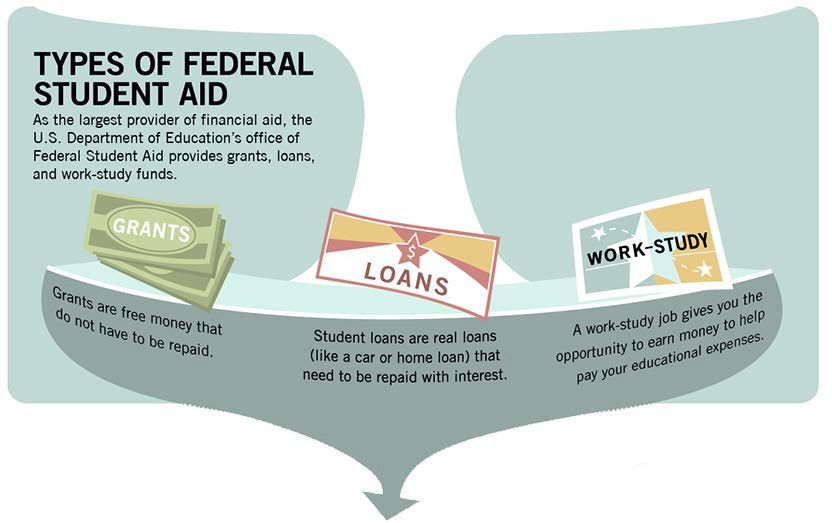 TYPES OF FEDERAL
STUDENT AID
As the largest provider of financial aid, the
U.S. Department of Education's office of
Federal Student Aid provides grants, loans,
and work-study funds.
GRANTS
$
LOANS
WORK-STUDY
Grants are free money that
do not have to be repaid.
Student loans are real loans
(like a car or home loan) that
need to be repaid with interest.
A work-study job gives you the
opportunity to earn money to help
pay your educational expenses.